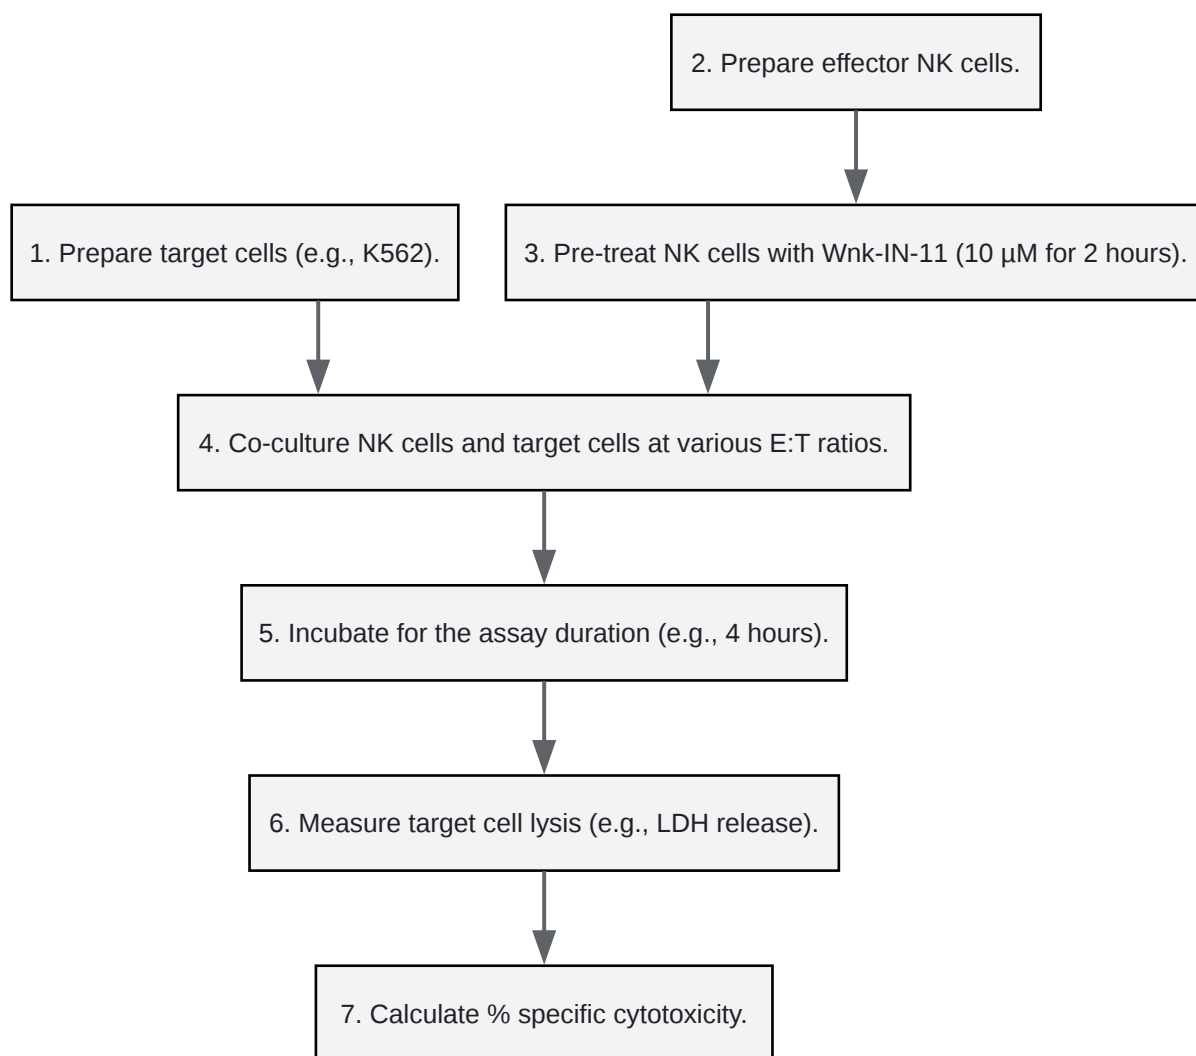 2. Prepare effector NK cells.
1. Prepare target cells (e.g., K562).
3. Pre-treat NK cells with Wnk-IN-11 (10 µM for 2 hours).
4. Co-culture NK cells and target cells at various E:T ratios.
5. Incubate for the assay duration (e.g., 4 hours).
6. Measure target cell lysis (e.g., LDH release).
7. Calculate % specific cytotoxicity.